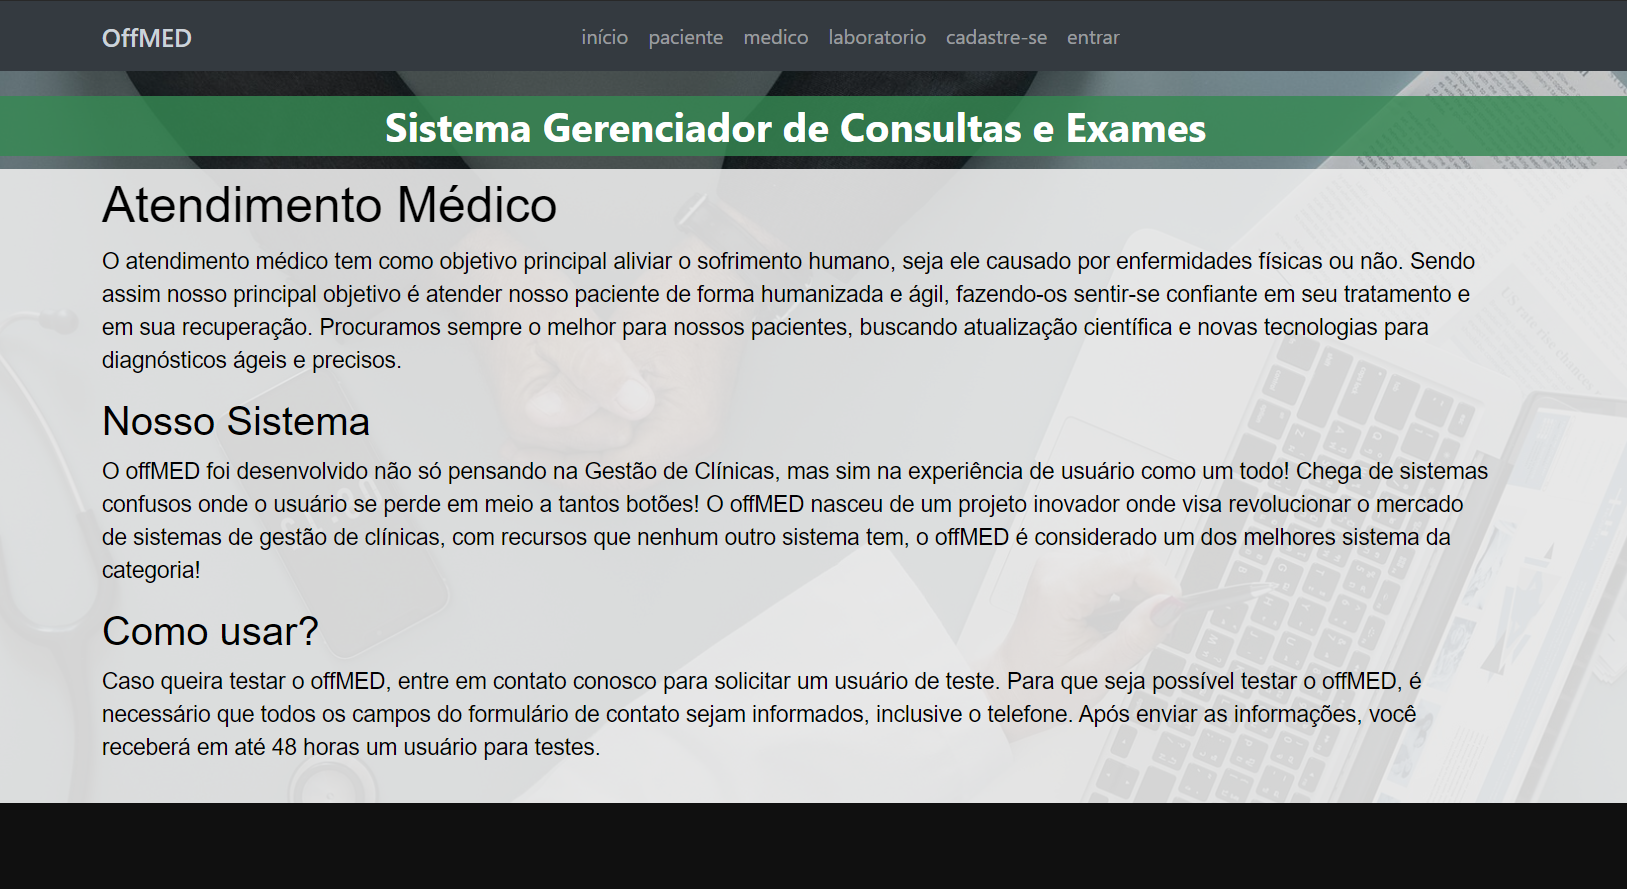 OffMED
início paciente medico laboratorio cadastre-se entrar
Sistema Gerenciador de Consultas e Exames
Atendimento Médico
O atendimento médico tem como objetivo principal aliviar o sofrimento humano, seja ele causado por enfermidades físicas ou não. Sendo
assim nosso principal objetivo é atender nosso paciente de forma humanizada e ágil, fazendo-os sentir-se confiante em seu tratamento e
em sua recuperação. Procuramos sempre o melhor para nossos pacientes, buscando atualização científica e novas tecnologias para
diagnósticos ágeis e precisos.
Nosso Sistema
O offMED foi desenvolvido não só pensando na Gestão de Clínicas, mas sim na experiência de usuário como um todo! Chega de sistemas
confusos onde o usuário se perde em meio a tantos botões! O offMED nasceu de um projeto inovador onde visa revolucionar o mercado
de sistemas de gestão de clínicas, com recursos que nenhum outro sistema tem, o offMED é considerado um dos melhores sistema da
categoria!
Como usar?
Caso queira testar o offMED, entre em contato conosco para solicitar um usuário de teste. Para que seja possível testar o offMED, é
necessário que todos os campos do formulário de contato sejam informados, inclusive o telefone. Após enviar as informações, você
receberá em até 48 horas um usuário para testes.